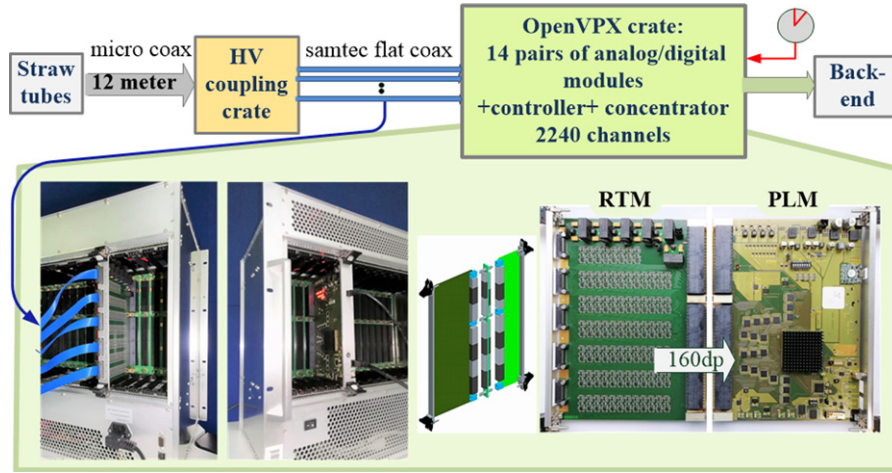 micro coax
12 meter
Straw
tubes
HV
coupling
crate
samtec flat coax
OpenVPX crate:
14 pairs of analog/digital
modules
+controller+ concentrator
2240 channels
Back-
end
RTM
PLM
160dp